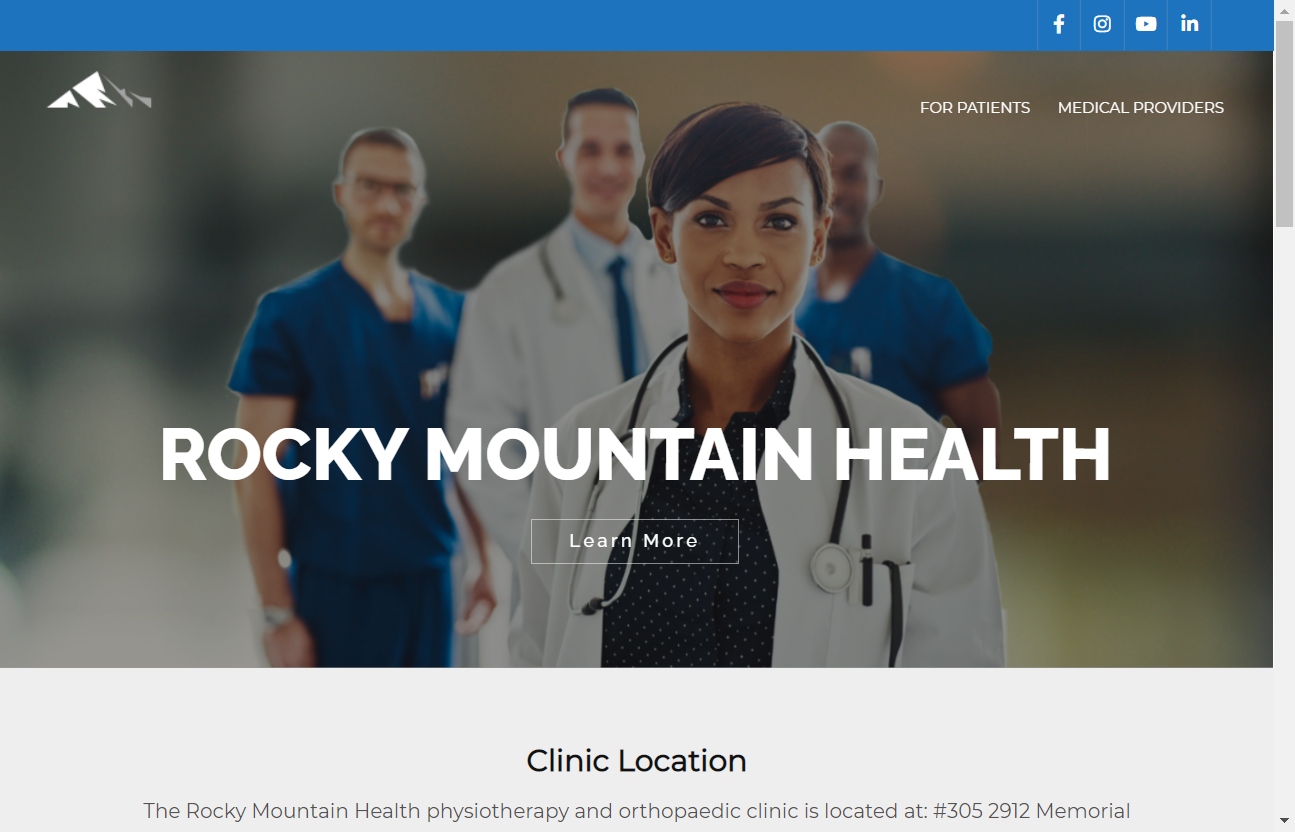 FOR PATIENTS MEDICAL PROVIDERS
ROCKY MOUNTAIN HEALTH
Learn More
Clinic Location
The Rocky Mountain Health physiotherapy and orthopaedic clinic is located at: #305 2912 Memorial